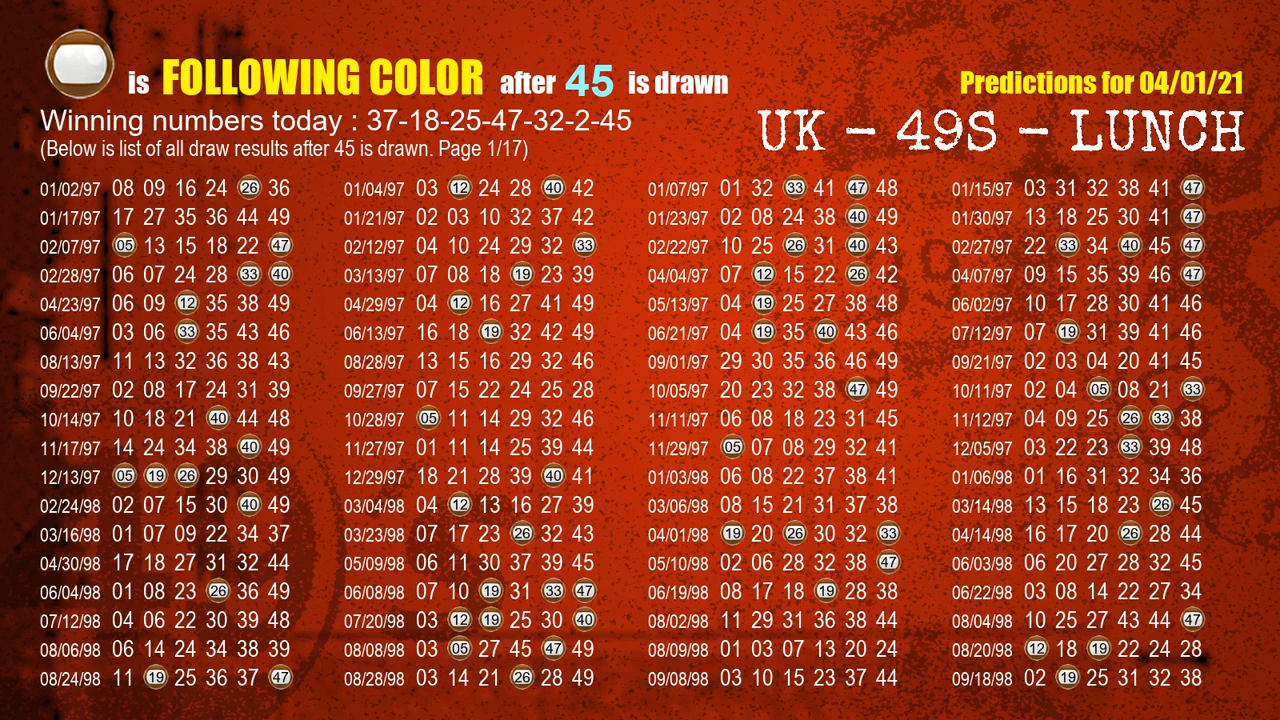 is FOLLOWING COLOR after 45 is drawn
Predictions for 04/01/21
Winning numbers today : 37-18-25-47-32-2-45
UK - 49S - LUNCH
(Below is list of all draw results after 45 is drawn. Page 1/17)
01/02/97 08 09 16 24 26 36 01/04/97 03 12 24 28 40 42 01/07/97 01 32 33 41 47 48 01/15/97 03 31 32 38 41 47
01/17/97 17 27 35 36 44 49 01/21/97 02 03 10 32 37 42 01/23/97 02 08 24 38 40 49 01/30/97 13 18 25 30 41 47
02/07/97 05 13 15 18 22 47 02/12/97 04 10 24 29 32 33 02/22/97 10 25 26 31 40 43 02/27/97 22 33 34 40 45 47
02/28/97 06 07 24 28 33 40 03/13/97 07 08 18 19 23 39 04/04/97 07 12 15 22 26 42 04/07/97 09 15 35 39 46 47
04/23/97 06 09 12 35 38 49 04/29/97 04 12 16 27 41 49 05/13/97 04 19 25 27 38 48 06/02/97 10 17 28 30 41 46
06/04/97 03 06 33 35 43 46 06/13/97 16 18 19 32 42 49 06/21/97 04 19 35 40 43 46 07/12/97 07 19 31 39 41 46
08/13/97 11 13 32 36 38 43 08/28/97 13 15 16 29 32 46 09/01/97 29 30 35 36 46 49 09/21/97 02 03 04 20 41 45
09/22/97 02 08 17 24 31 39 09/27/97 07 15 22 24 25 28 10/05/97 20 23 32 38 47 49 10/11/97 02 04 05 08 21 33
10/14/97 10 18 21 40 44 48 10/28/97 05 11 14 29 32 46 11/11/97 06 08 18 23 31 45 11/12/97 04 09 25 26 33 38
11/17/97 14 24 34 38 40 49 11/27/97 01 11 14 25 39 44 11/29/97 05 07 08 29 32 41 12/05/97 03 22 23 33 39 48
12/13/97 05 19 26 29 30 49 12/29/97 18 21 28 39 40 41 01/03/98 06 08 22 37 38 41 01/06/98 01 16 31 32 34 36
02/24/98 02 07 15 30 40 49 03/04/98 04 12 13 16 27 39 03/06/98 08 15 21 31 37 38 03/14/98 13 15 18 23 26 45
03/16/98 01 07 09 22 34 37 03/23/98 07 17 23 26 32 43 04/01/98 19 20 26 30 32 33 04/14/98 16 17 20 26 28 44
04/30/98 17 18 27 31 32 44 05/09/98 06 11 30 37 39 45 05/10/98 02 06 28 32 38 47 06/03/98 06 20 27 28 32 45
06/04/98 01 08 23 26 36 49 06/08/98 07 10 19 31 33 47 06/19/98 08 17 18 19 28 38 06/22/98 03 08 14 22 27 34
07/12/98 04 06 22 30 39 48 07/20/98 03 12 19 25 30 40 08/02/98 11 29 31 36 38 44 08/04/98 10 25 27 43 44 47
08/06/98 06 14 24 34 38 39 08/08/98 03 05 27 45 47 49 08/09/98 01 03 07 13 20 24 08/20/98 12 18 19 22 24 28
08/24/98 11 19 25 36 37 47 08/28/98 03 14 21 26 28 49 09/08/98 03 10 15 23 37 44 09/18/98 02 19 25 31 32 38